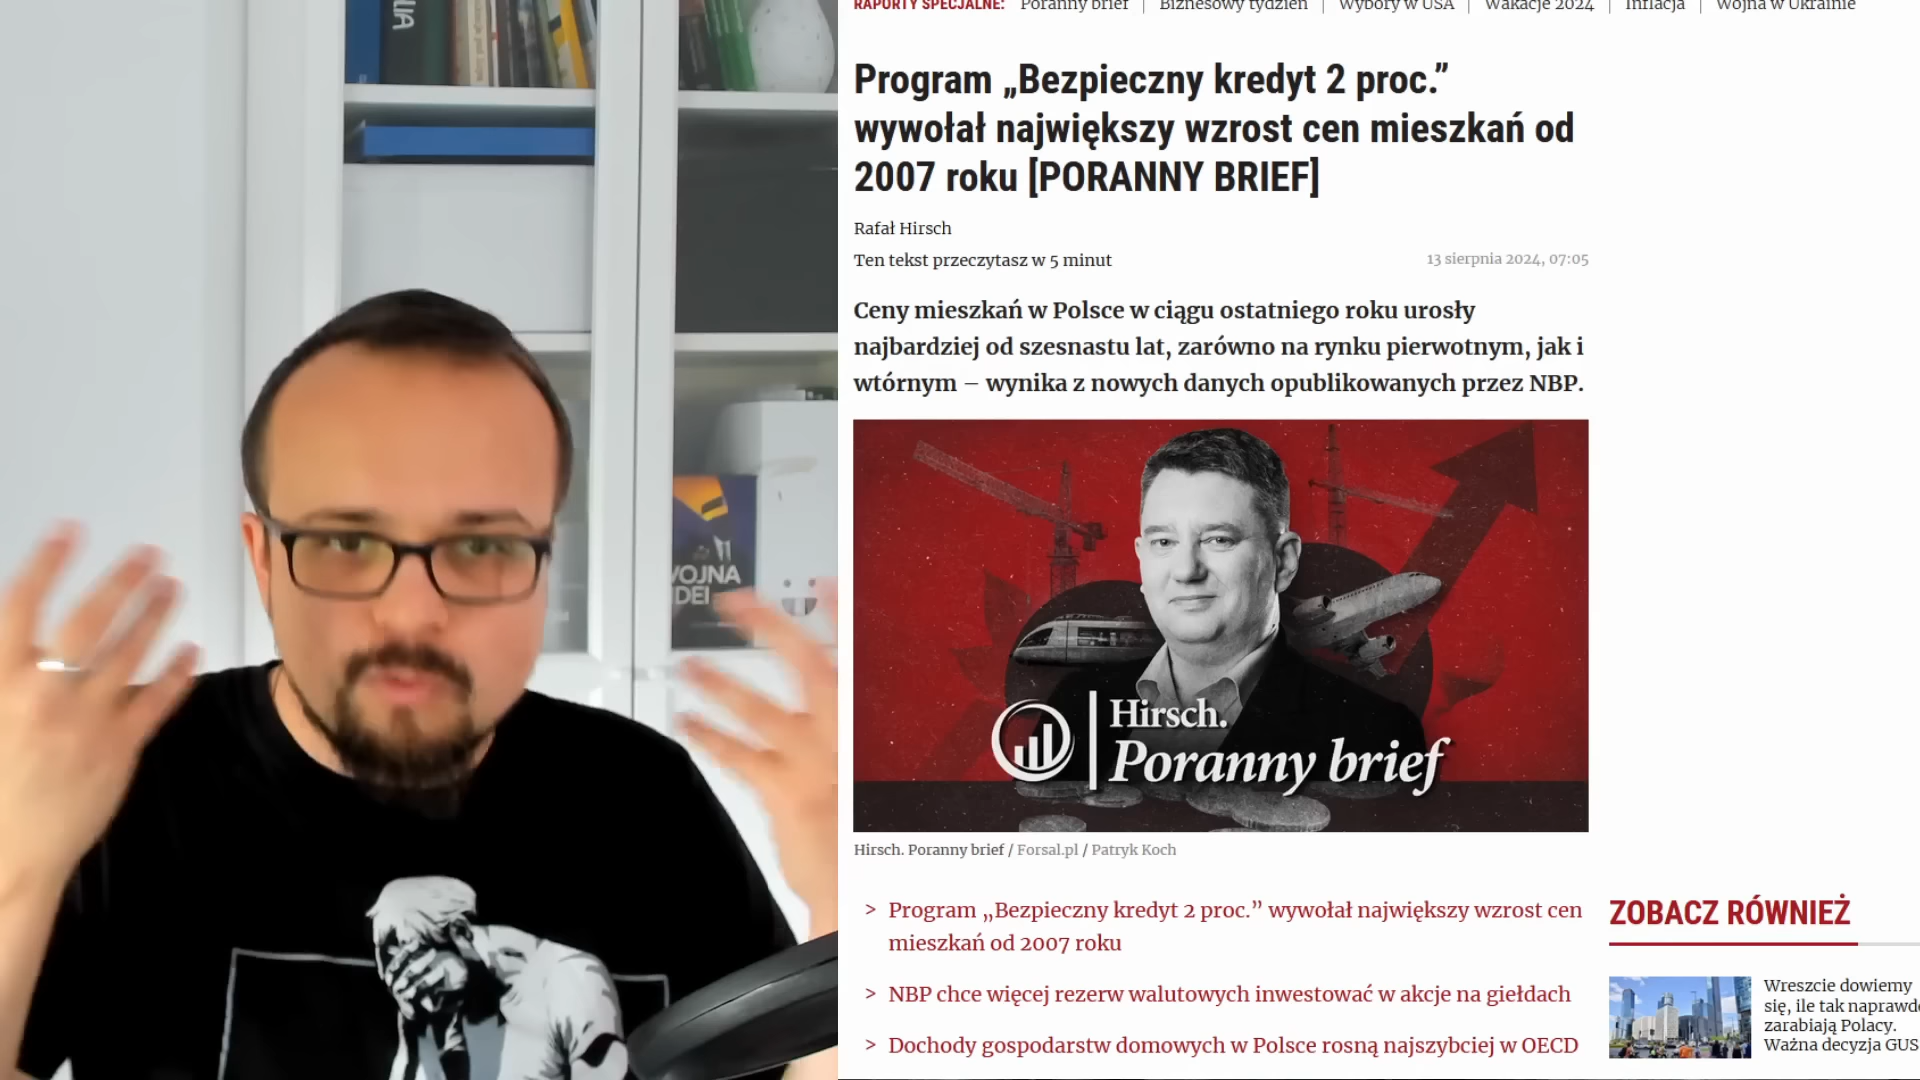 RAPORTY SPECJALNE: Poranny brief | Biznesowy tydzień | Wybory w USA | Wakacje 2024 | Inflacja | Wojna w Ukrainie
Program „Bezpieczny kredyt 2 proc.”
wywołał największy wzrost cen mieszkań od
2007 roku [PORANNY BRIEF]
Rafał Hirsch
Ten tekst przeczytasz w 5 minut
13 sierpnia 2024, 07:05
Ceny mieszkań w Polsce w ciągu ostatniego roku urosły
najbardziej od szesnastu lat, zarówno na rynku pierwotnym, jak i
wtórnym – wynika z nowych danych opublikowanych przez NBP.
Hirsch.
Poranny brief
Hirsch. Poranny brief / Forsal.pl / Patryk Koch
> Program „Bezpieczny kredyt 2 proc.” wywołał największy wzrost cen
mieszkań od 2007 roku
> NBP chce więcej rezerw walutowych inwestować w akcje na giełdach
> Dochody gospodarstw domowych w Polsce rosną najszybciej w OECD
ZOBACZ RÓWNIEŻ
Wreszcie dowiemy
się, ile tak naprawdę
zarabiają Polacy.
Ważna decyzja GUS
WOJNA
IDEI